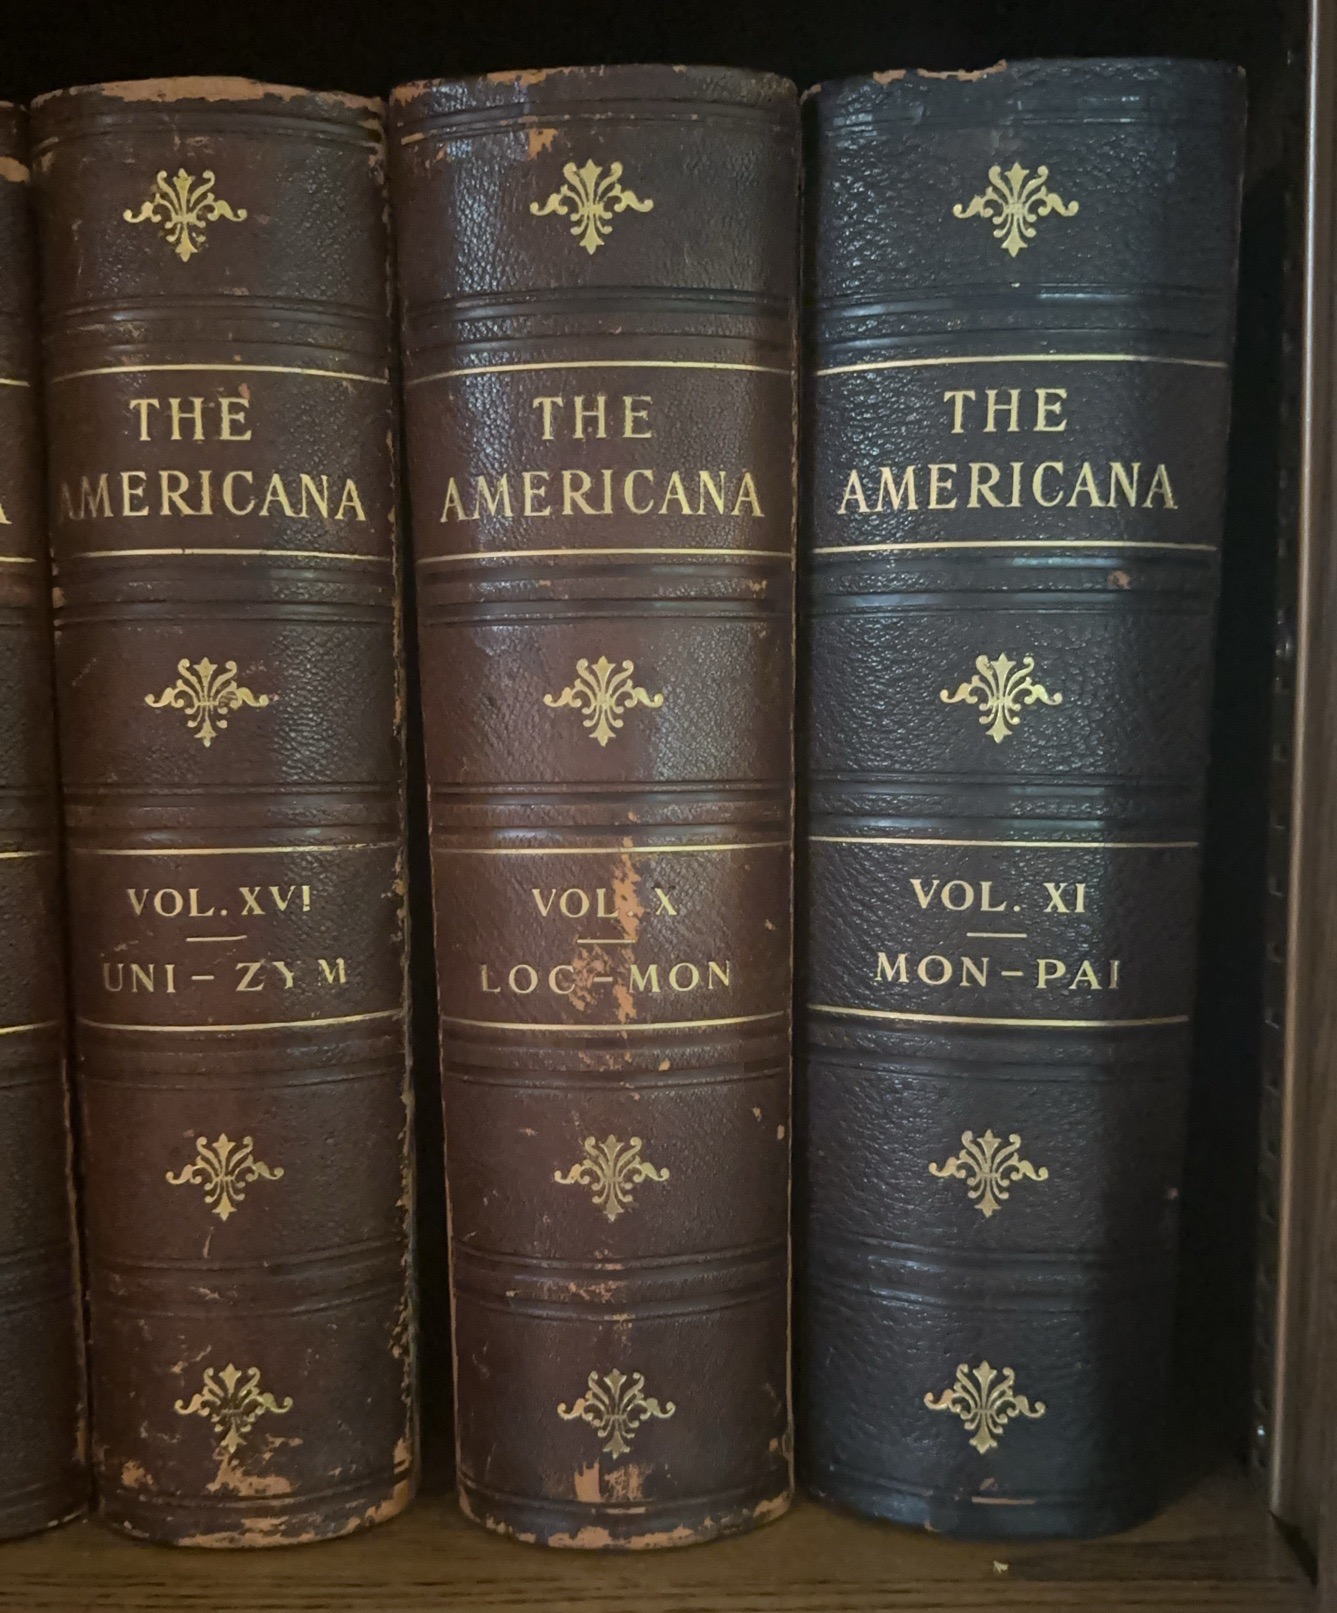 THE
AMERICANA
VOL. XVI
UNI – ZYM
THE
AMERICANA
VOL. X
LOC – MON
THE
AMERICANA
VOL. XI
MON – PAI